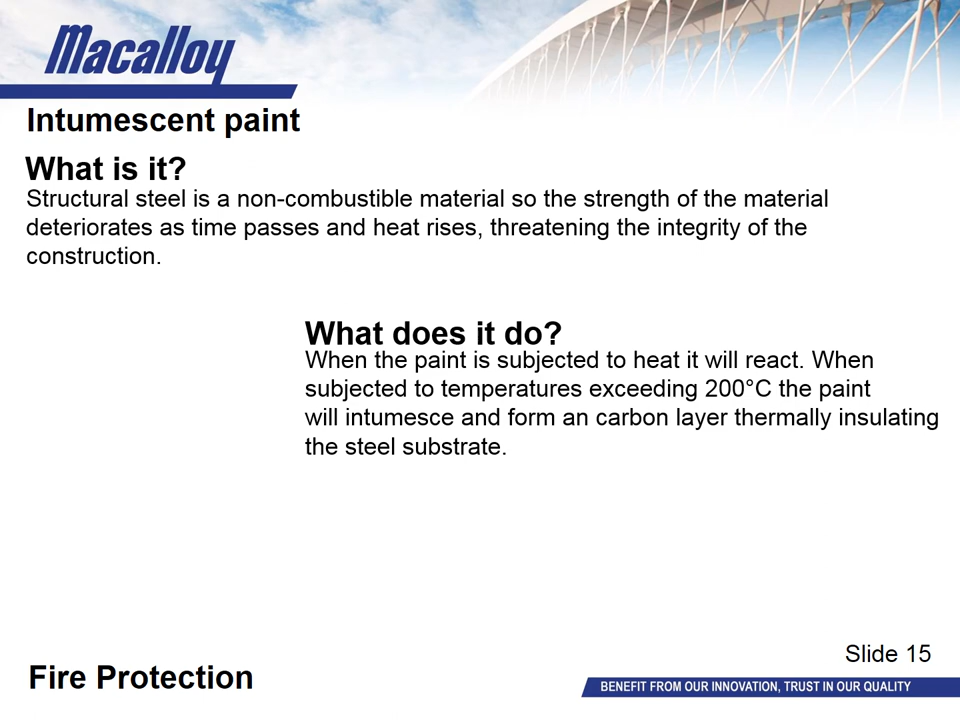 Macalloy
Intumescent paint
What is it?
Structural steel is a non-combustible material so the strength of the material
deteriorates as time passes and heat rises, threatening the integrity of the
construction.
What does it do?
When the paint is subjected to heat it will react. When
subjected to temperatures exceeding 200°C the paint
will intumesce and form an carbon layer thermally insulating
the steel substrate.
Slide 15
Fire Protection
BENEFIT FROM OUR INNOVATION, TRUST IN OUR QUALITY